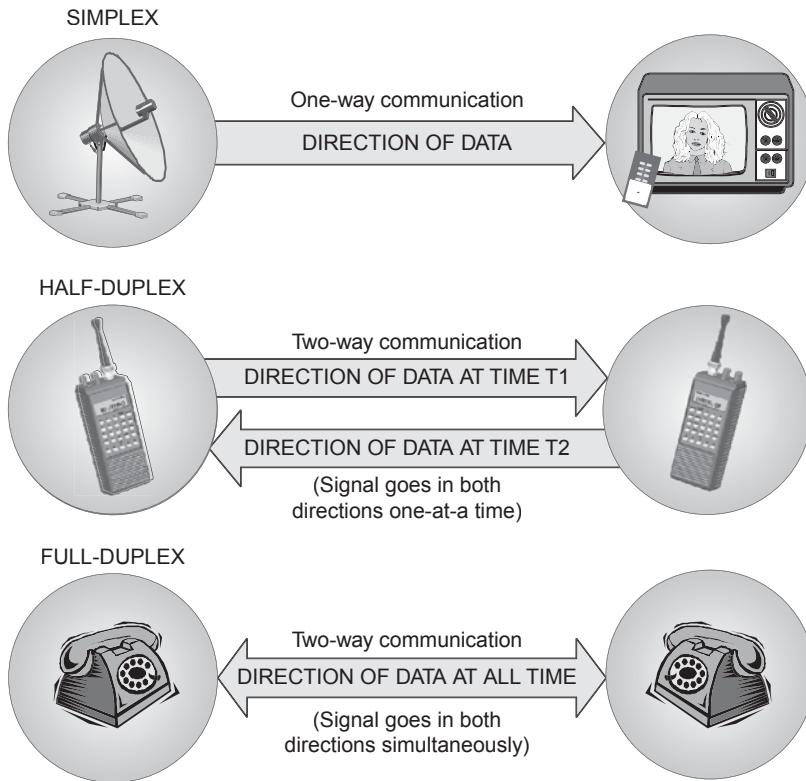 SIMPLEX
One-way communication
DIRECTION OF DATA
HALF-DUPLEX
Two-way communication
DIRECTION OF DATA AT TIME T1
DIRECTION OF DATA AT TIME T2
(Signal goes in both
directions one-at-a time)
FULL-DUPLEX
Two-way communication
DIRECTION OF DATA AT ALL TIME
(Signal goes in both
directions simultaneously)